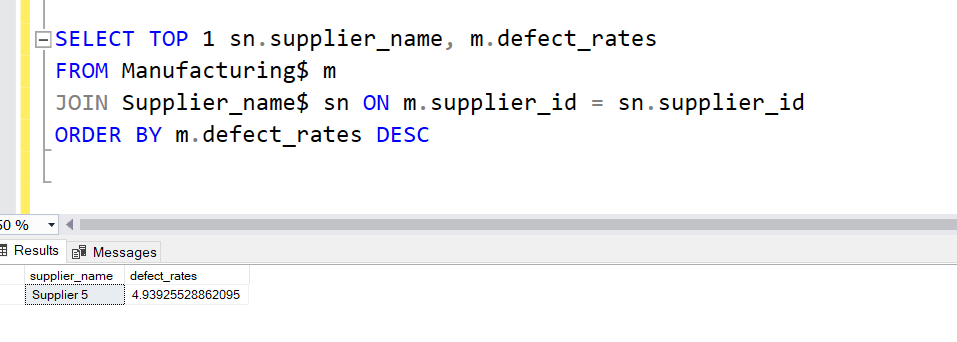 SELECT TOP 1 sn.supplier_name, m.defect_rates
FROM Manufacturing$ m
JOIN Supplier_name$ sn ON m.supplier_id = sn.supplier_id
ORDER BY m.defect_rates DESC
50 %
Results Messages
supplier_name defect_rates
Supplier 5 4.93925528862095